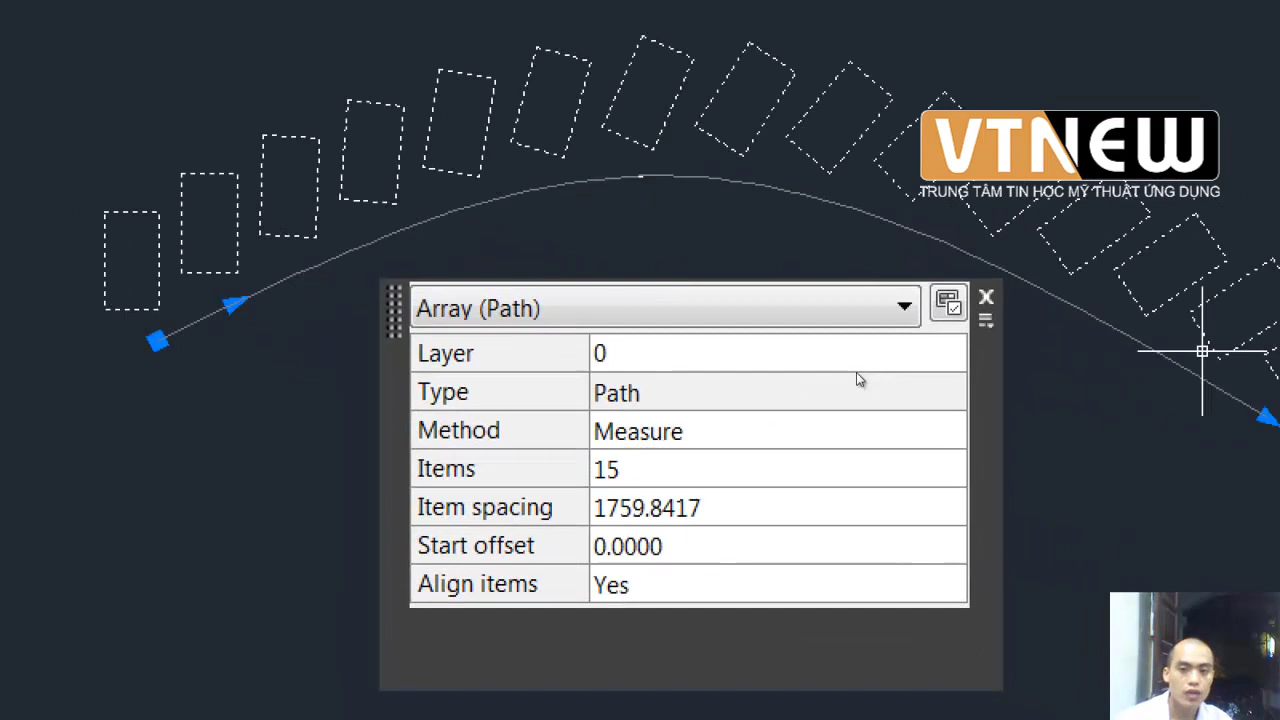 VTNEW
TRUNG TÂM TIN HỌC MỸ THUẬT ỨNG DỤNG
Array (Path)
Layer 0
Type Path
Method Measure
Items 15
Item spacing 1759.8417
Start offset 0.0000
Align items Yes